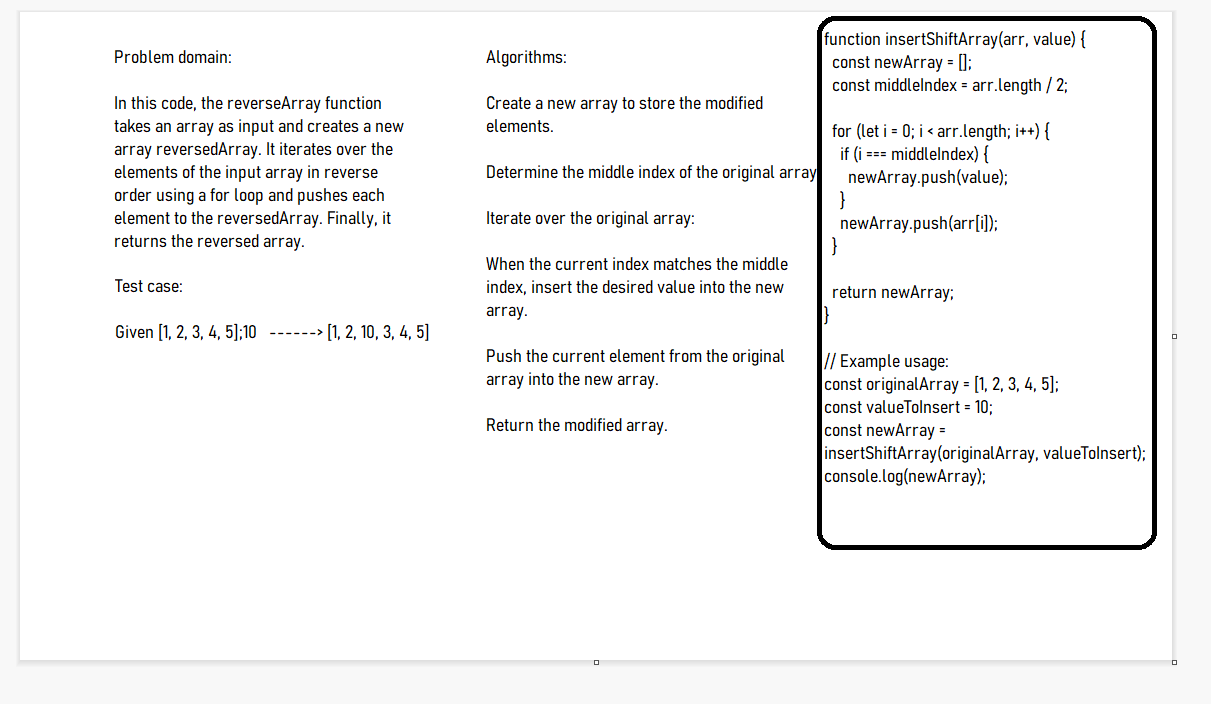 Problem domain:
In this code, the reverseArray function
takes an array as input and creates a new
array reversedArray. It iterates over the
elements of the input array in reverse
order using a for loop and pushes each
element to the reversedArray. Finally, it
returns the reversed array.
Test case:
Given [1, 2, 3, 4, 5];10 ------> [1, 2, 10, 3, 4, 5]
Algorithms:
Create a new array to store the modified
elements.
Determine the middle index of the original array
Iterate over the original array:
When the current index matches the middle
index, insert the desired value into the new
array.
Push the current element from the original
array into the new array.
Return the modified array.
function insertShiftArray(arr, value) {
const newArray = [];
const middleIndex = arr.length / 2;
for (let i = 0; i < arr.length; i++) {
if (i === middleIndex) {
newArray.push(value);
}
newArray.push(arr[i]);
}
return newArray;
}
// Example usage:
const originalArray = [1, 2, 3, 4, 5];
const valueToInsert = 10;
const newArray =
insertShiftArray(originalArray, valueToInsert);
console.log(newArray);